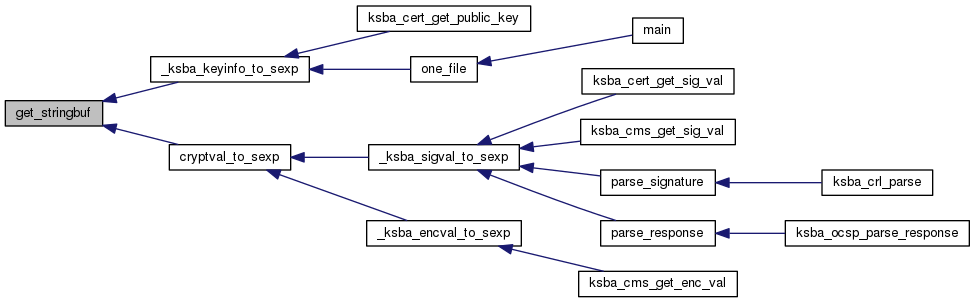 ksba_cert_get_public_key
main
_ksba_keyinfo_to_sexp
one_file
ksba_cert_get_sig_val
get_stringbuf
ksba_cms_get_sig_val
cryptval_to_sexp
_ksba_sigval_to_sexp
parse_signature
ksba_crl_parse
_ksba_encval_to_sexp
parse_response
ksba_ocsp_parse_response
ksba_cms_get_enc_val